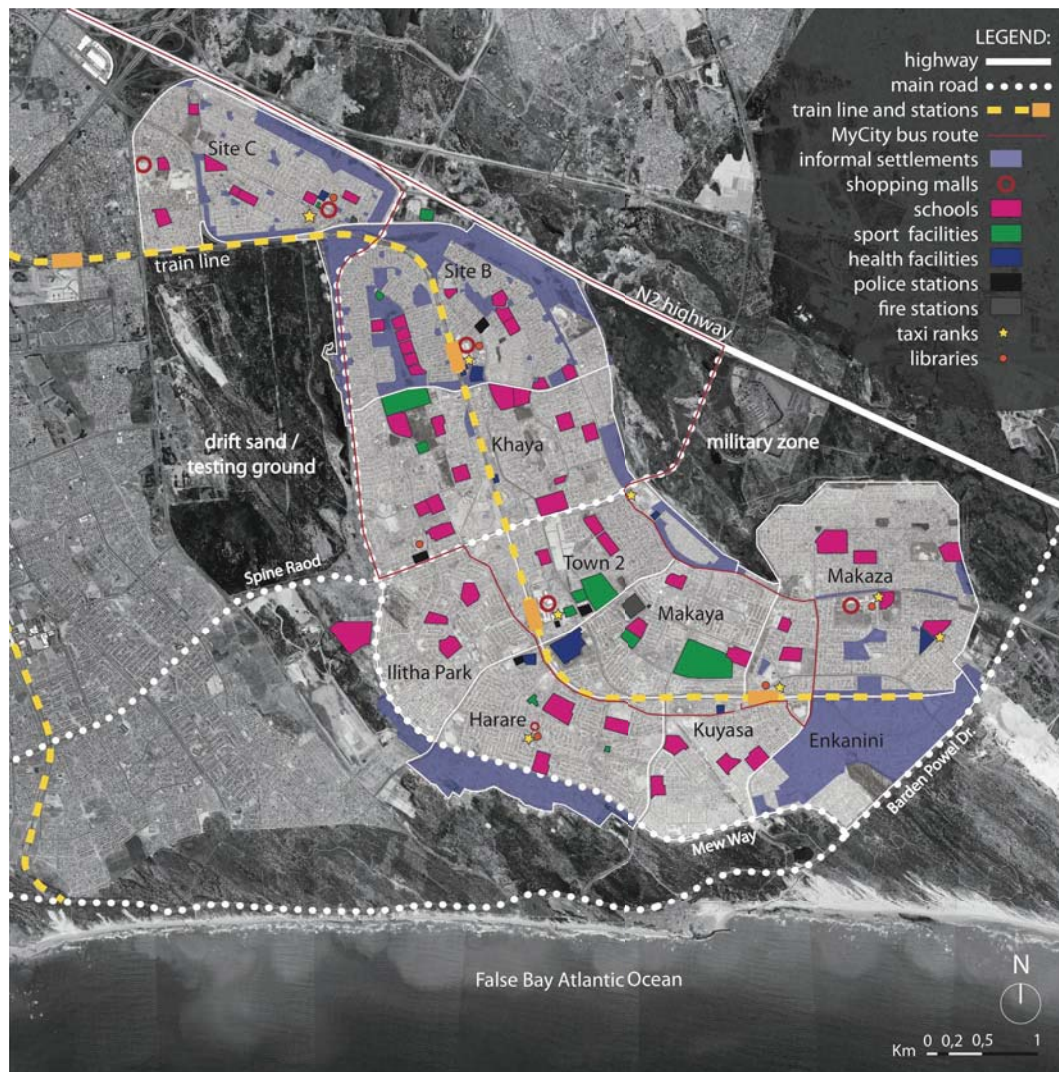 LEGEND:
highway
main road
train line and stations
MyCity bus route
informal settlements
shopping malls
schools
sport facilities
health facilities
police stations
fire stations
taxi ranks
libraries
Site C
train line
Site B
N2 highway
drift sand /
testing ground
Khaya
military zone
Spine Raod
Town 2
Makaza
Makaya
Ilitha Park
Harare
Kuyasa
Enkanini
Barden Powel Dr.
Mew Way
False Bay Atlantic Ocean
N
Km 0 0,2 0,5 1